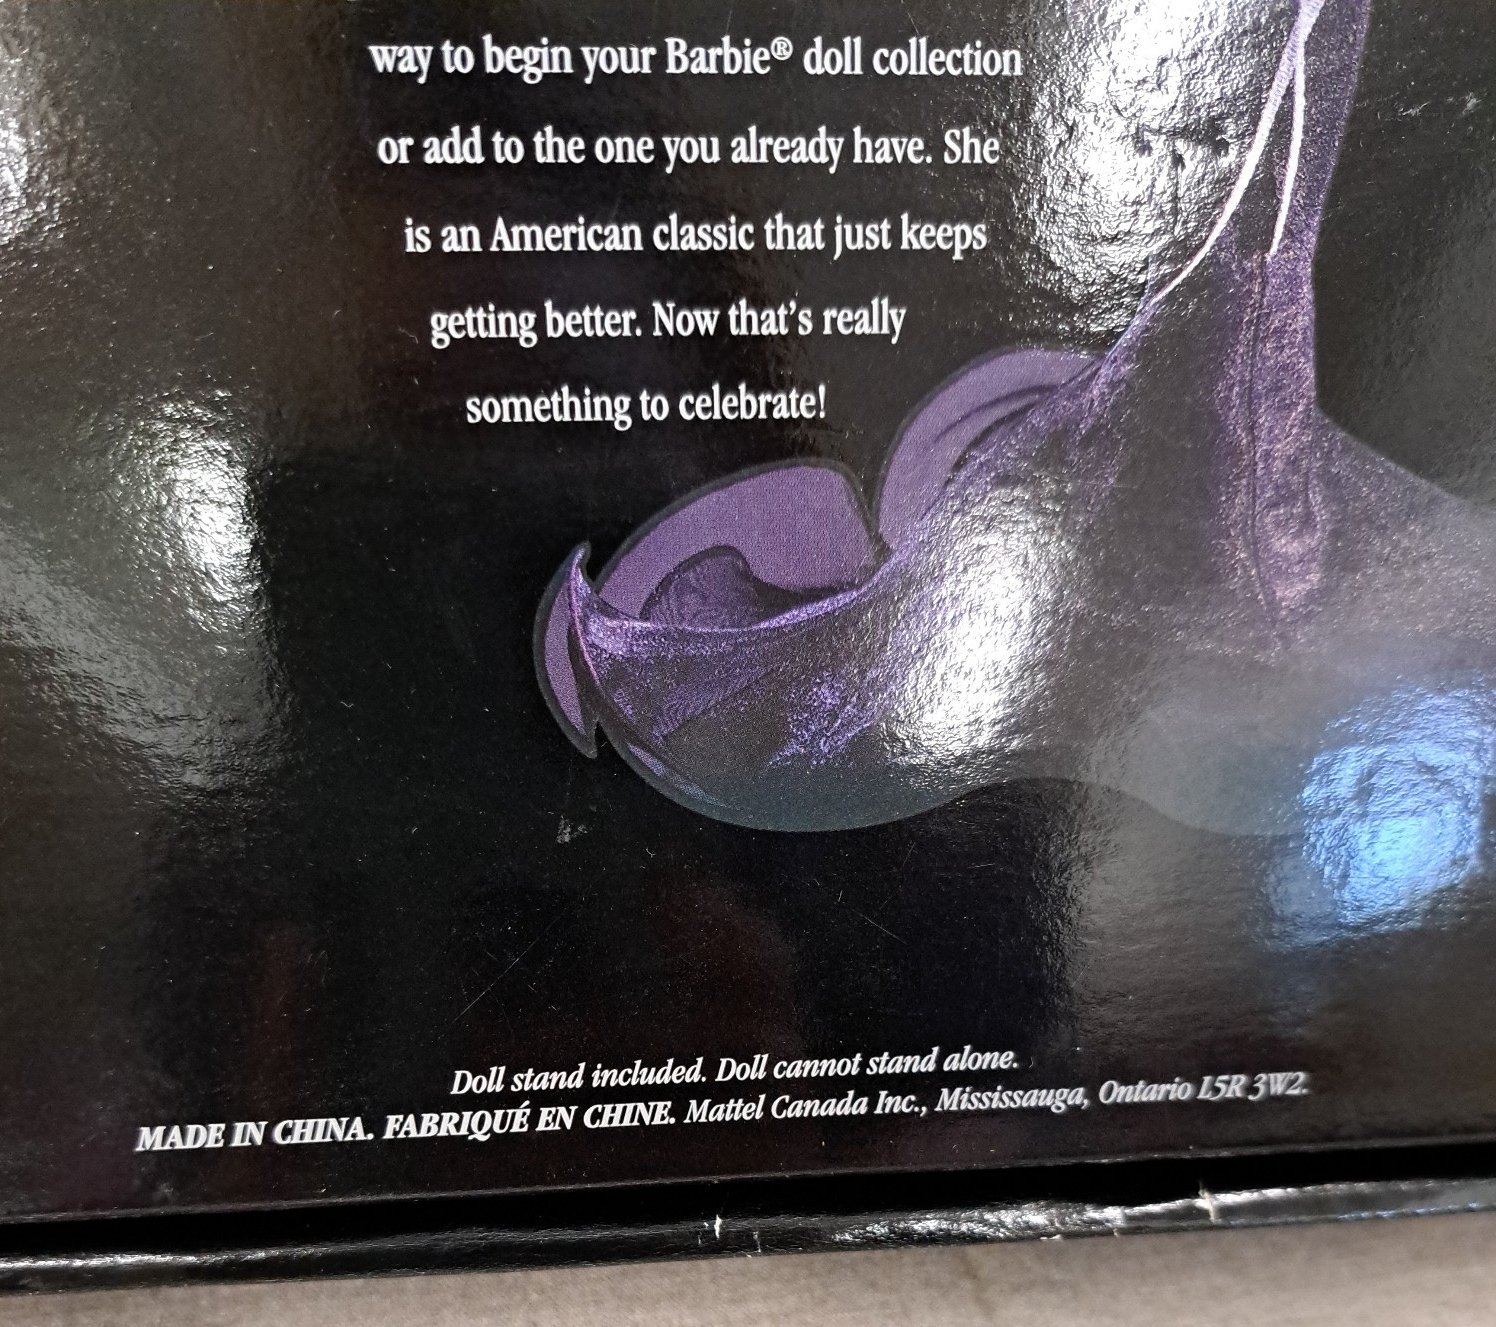 way to begin your Barbie® doll collection
or add to the one you already have. She
is an American classic that just keeps
getting better. Now that's really
something to celebrate!
Doll stand included. Doll cannot stand alone.
MADE IN CHINA. FABRIQUÉ EN CHINE. Mattel Canada Inc., Mississauga, Ontario L5R 3W2.